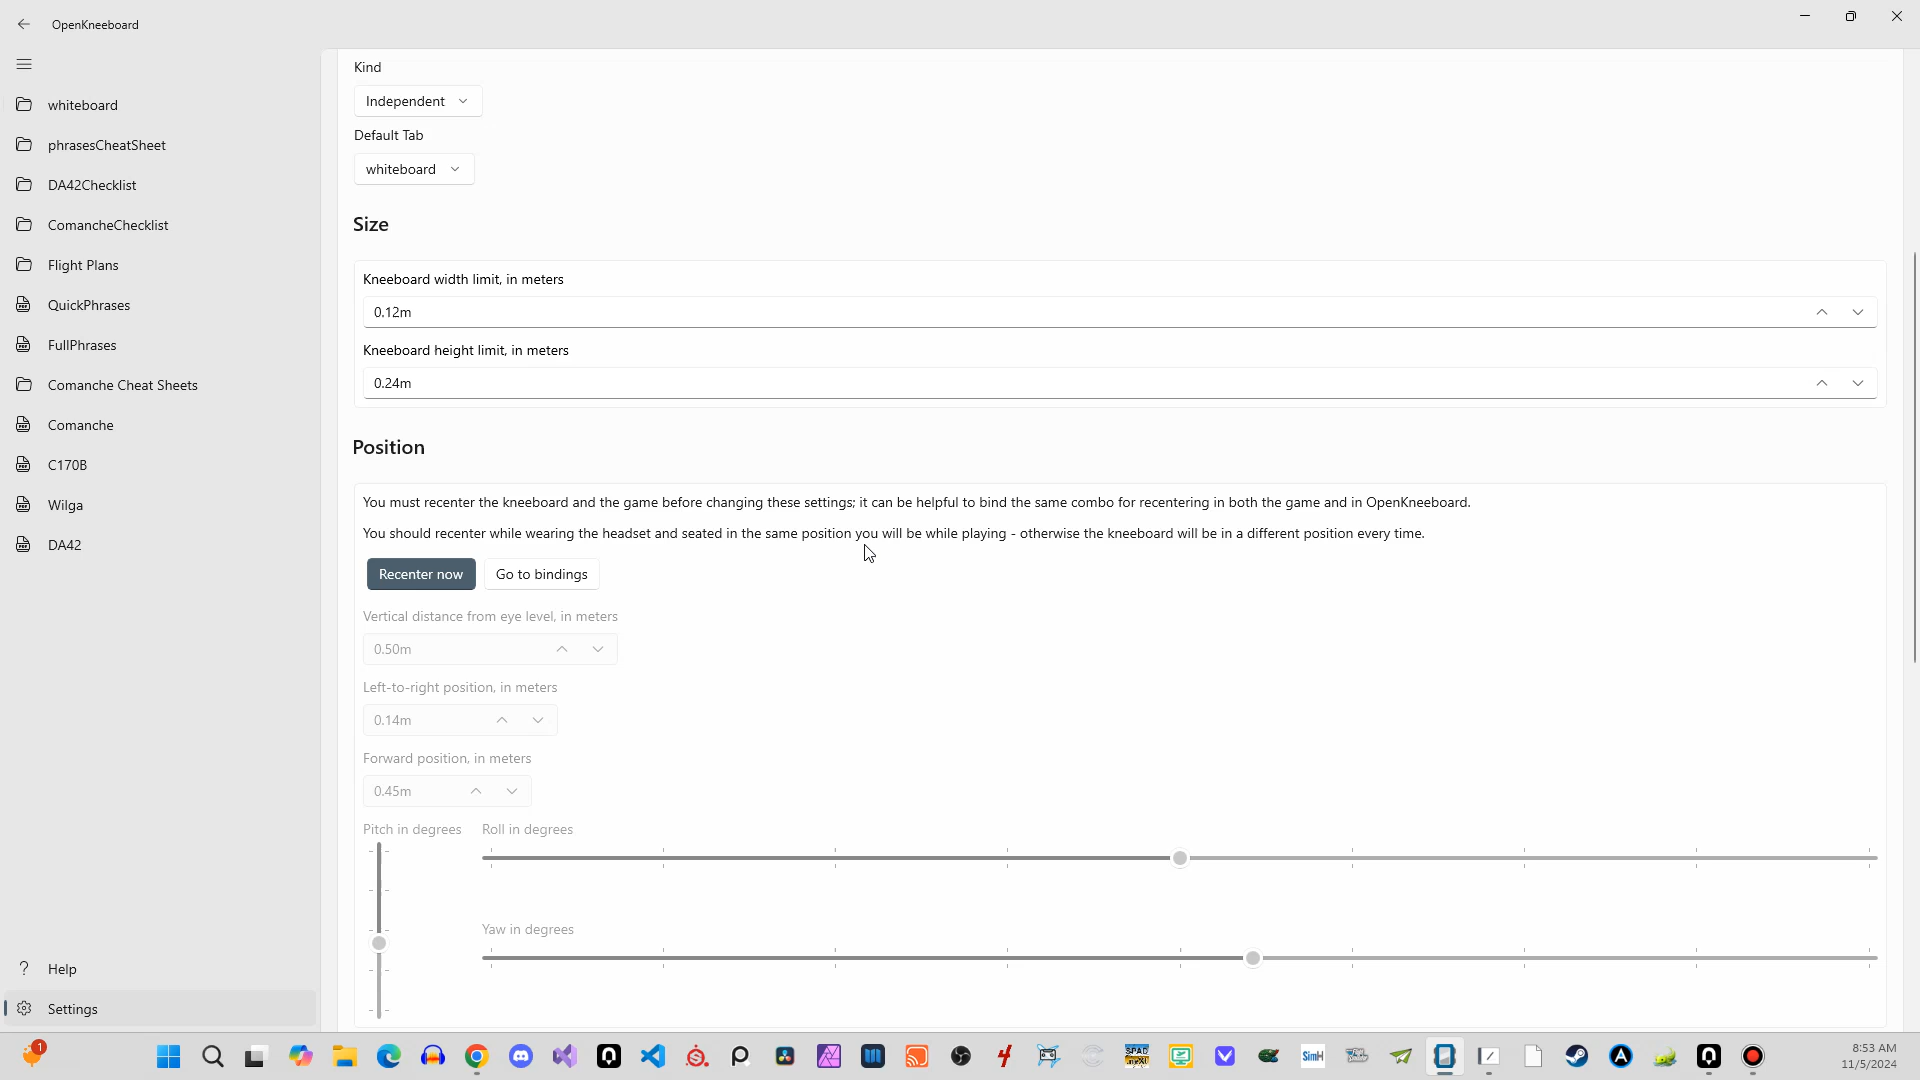 OpenKneeboard
whiteboard
phrasesCheatSheet
DA42Checklist
ComancheChecklist
Flight Plans
QuickPhrases
FullPhrases
Comanche Cheat Sheets
Comanche
C170B
Wilga
DA42
Help
Settings
Kind
Independent
Default Tab
whiteboard
Size
Kneeboard width limit, in meters
0.12m
Kneeboard height limit, in meters
0.24m
Position
You must recenter the kneeboard and the game before changing these settings; it can be helpful to bind the same combo for recentering in both the game and in OpenKneeboard.
You should recenter while wearing the headset and seated in the same position you will be while playing - otherwise the kneeboard will be in a different position every time.
Recenter now Go to bindings
Vertical distance from eye level, in meters
0.50m
Left-to-right position, in meters
0.14m
Forward position, in meters
0.45m
Pitch in degrees Roll in degrees
Yaw in degrees
1
SPAD
SimH
8:53 AM
11/5/2024